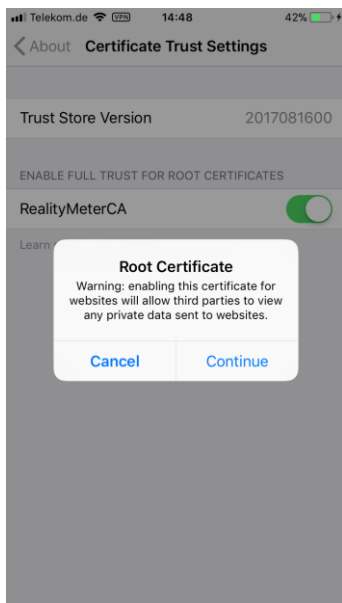 Telekom.de VPN 14:48 42%
About Certificate Trust Settings
Trust Store Version 2017081600
ENABLE FULL TRUST FOR ROOT CERTIFICATES
RealityMeterCA
Learn
Root Certificate
Warning: enabling this certificate for
websites will allow third parties to view
any private data sent to websites.
Cancel Continue